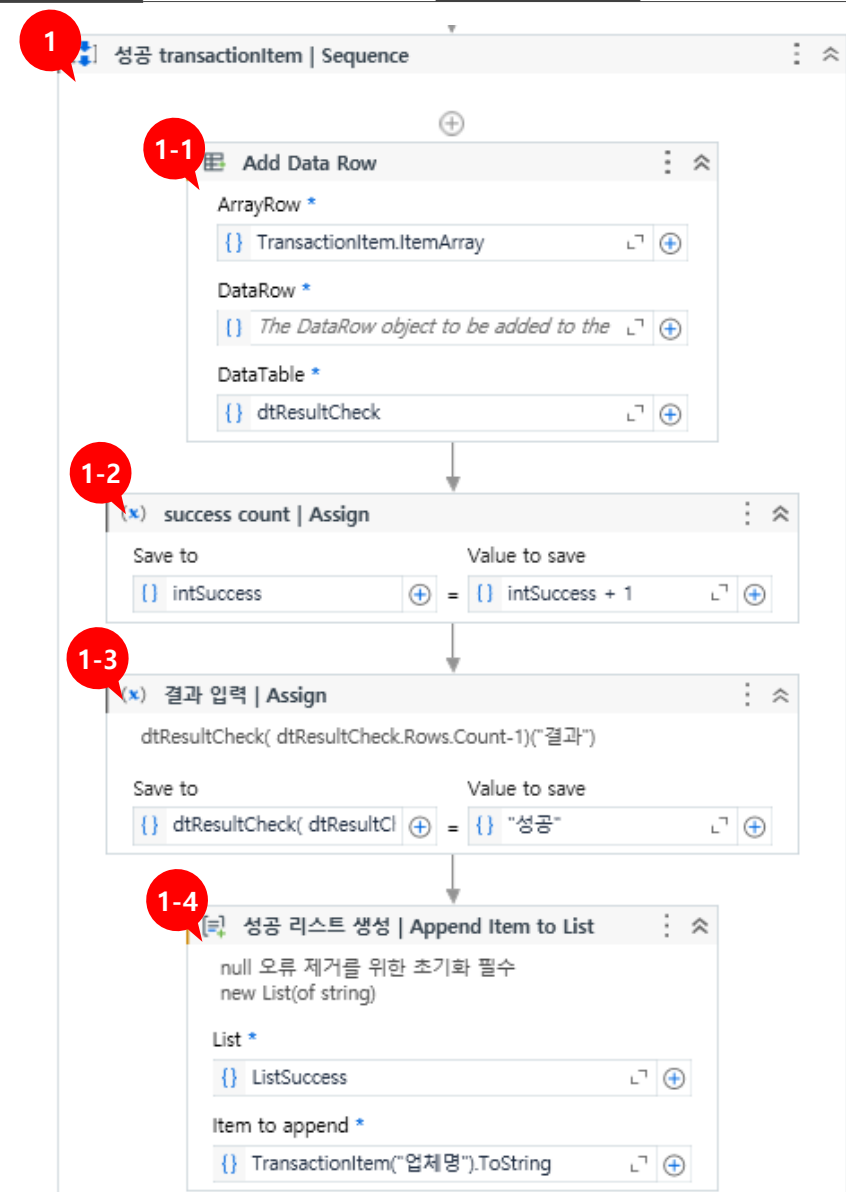 1
성공 transactionItem | Sequence
1-1
Add Data Row
ArrayRow *
{} TransactionItem.ItemArray
DataRow *
{} The DataRow object to be added to the
DataTable *
{} dtResultCheck
1-2
(x) success count | Assign
Save to Value to save
{} intSuccess = {} intSuccess + 1
1-3
(x) 결과 입력 | Assign
dtResultCheck( dtResultCheck.Rows.Count-1)("결과")
Save to Value to save
{} dtResultCheck( dtResultCl = {} "성공"
1-4
성공 리스트 생성 | Append Item to List
null 오류 제거를 위한 초기화 필수
new List(of string)
List *
{} ListSuccess
Item to append *
{} TransactionItem("업체명").ToString